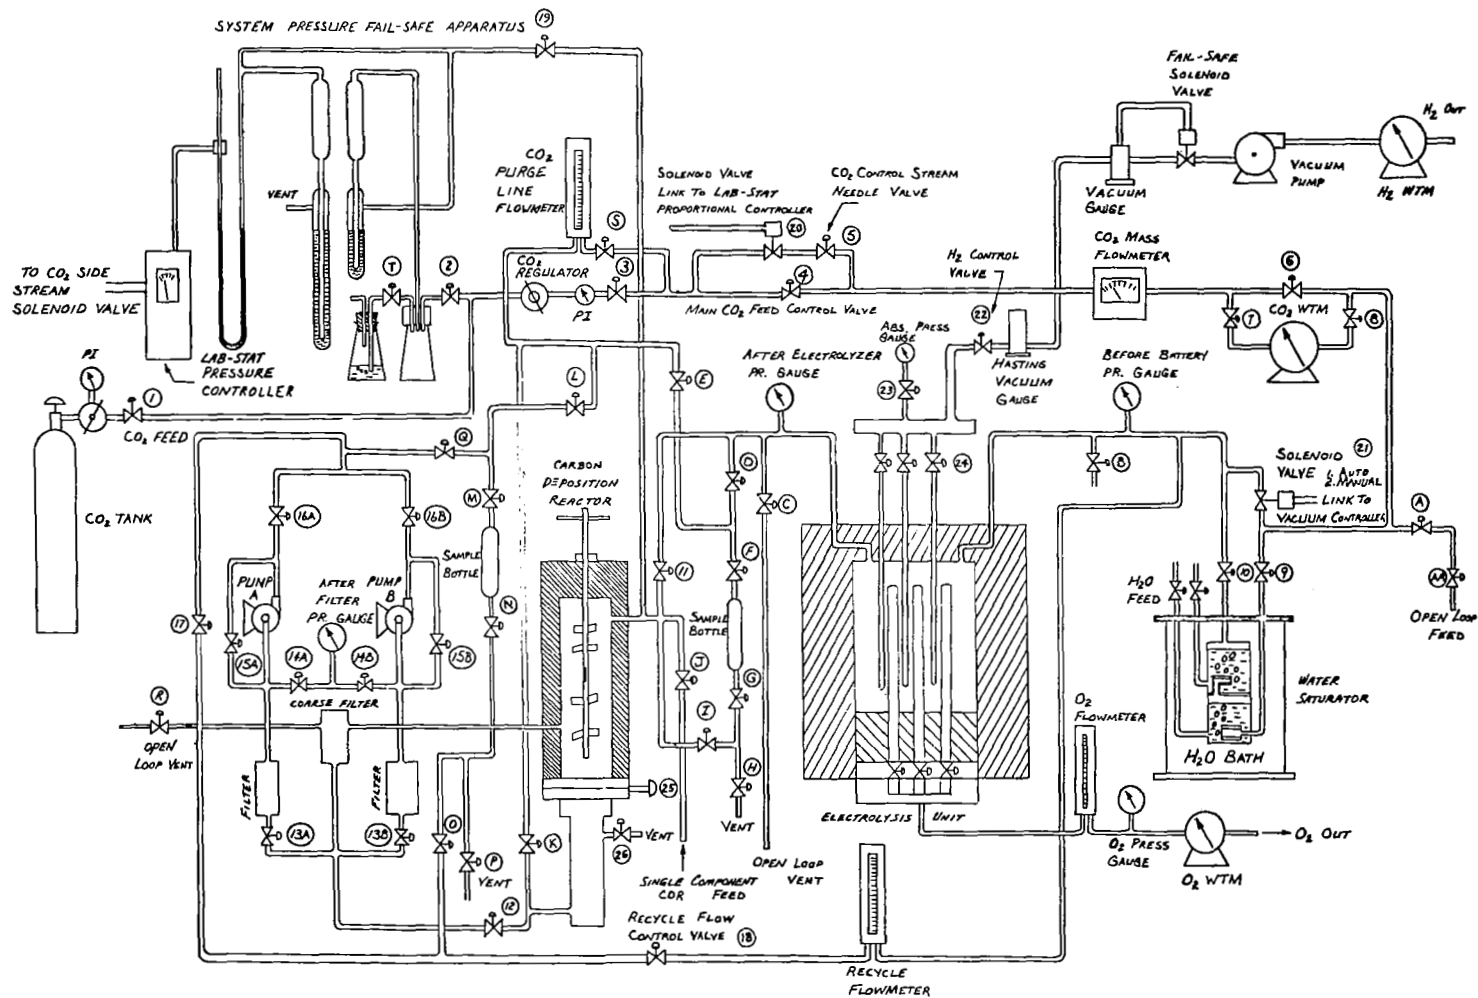 SYSTEM PRESSURE FAIL-SAFE APPARATUS
19
FAIL-SAFE
SOLENOID
VALVE
H2 OUT
VACUUM
PUMP
H2 WTM
VACUUM
GAUGE
CO2
PURGE
LINE
FLOWMETER
S
SOLENOID VALVE
LINK TO LAB-STAT
PROPORTIONAL CONTROLLER
20
CO2 CONTROL STREAM
NEEDLE VALVE
5
VENT
TO CO2 SIDE
STREAM
SOLENOID VALVE
LAB-STAT
PRESSURE
CONTROLLER
T
2
CO2
REGULATOR
PI
3
4
MAIN CO2 FEED CONTROL VALVE
H2 CONTROL
VALVE
22
CO2 MASS
FLOWMETER
6
CO2 WTM
7
8
HASTING
VACUUM
GAUGE
ABS. PRESS
GAUGE
23
AFTER ELECTROLYZER
PR. GAUGE
BEFORE BATTERY
PR. GAUGE
PI
1
CO2 FEED
CO2 TANK
L
E
Q
M
D
C
24
B
SOLENOID
VALVE
21
1. AUTO
2. MANUAL
LINK TO
VACUUM CONTROLLER
A
CARBON
DEPOSITION
REACTOR
16A
16B
SAMPLE
BOTTLE
PUNP
A
AFTER
FILTER
PR. GAUGE
PUMP
B
N
11
F
SAMPLE
BOTTLE
H2O
FEED
10
9
AA
OPEN LOOP
FEED
17
15A
14A
14B
15B
J
G
I
H
VENT
R
OPEN
LOOP VENT
COARSE FILTER
FILTER
FILTER
13A
13B
O
P
VENT
K
25
26
VENT
12
WATER
SATURATOR
H2O BATH
O2
FLOWMETER
ELECTROLYSIS UNIT
O2 PRESS
GAUGE
O2 WTM
O2 OUT
OPEN LOOP
VENT
SINGLE COMPONENT
CDR FEED
RECYCLE FLOW
CONTROL VALVE
18
RECYCLE
FLOWMETER